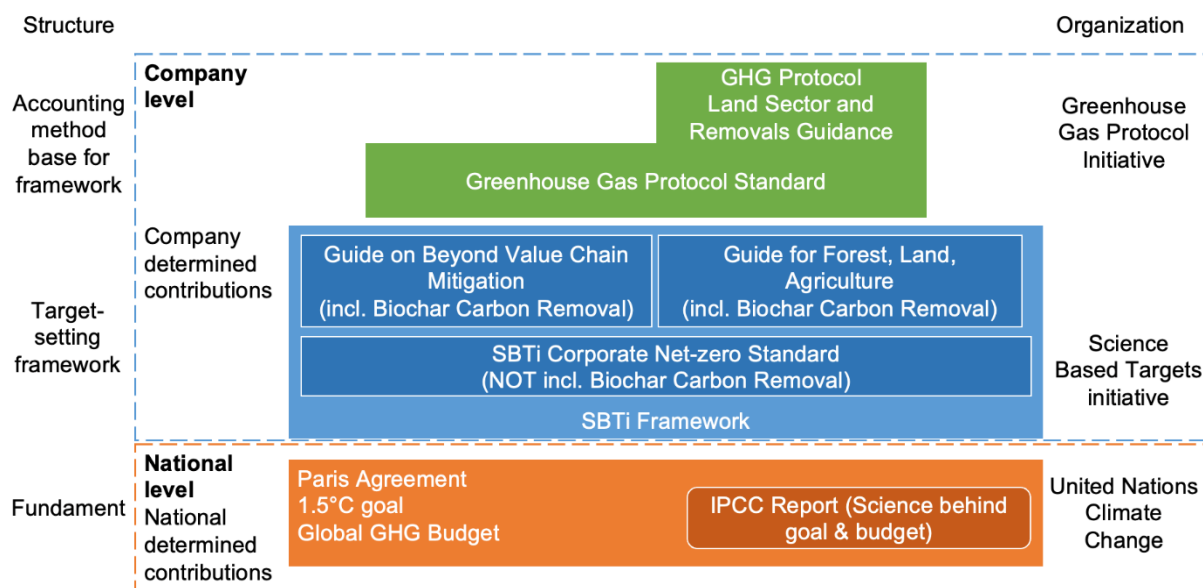 Structure
Organization
Company
level
Accounting
method
base for
framework
GHG Protocol
Land Sector and
Removals Guidance
Greenhouse
Gas Protocol
Initiative
Greenhouse Gas Protocol Standard
Company
determined
contributions
Guide on Beyond Value Chain
Mitigation
(incl. Biochar Carbon Removal)
Guide for Forest, Land,
Agriculture
(incl. Biochar Carbon Removal)
Target-
setting
framework
SBTi Corporate Net-zero Standard
(NOT incl. Biochar Carbon Removal)
Science
Based Targets
initiative
SBTi Framework
National
level
National
determined
contributions
Fundament
Paris Agreement
1.5°C goal
Global GHG Budget
IPCC Report (Science behind
goal & budget)
United Nations
Climate
Change